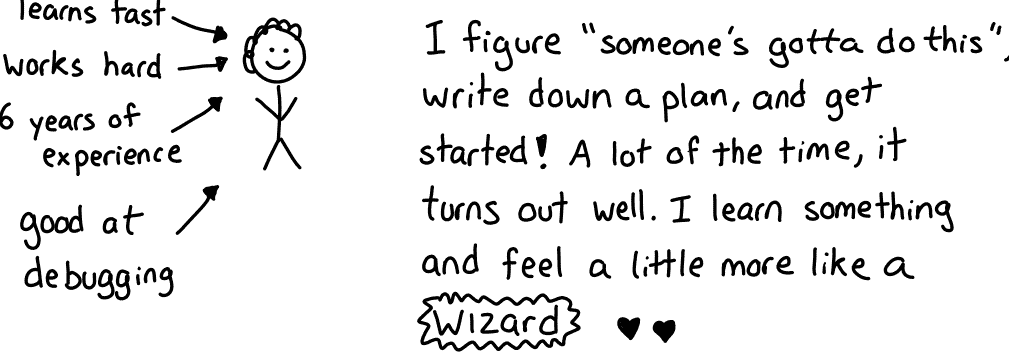 learns fast
works hard
6 years of
experience
good at
debugging
I figure "someone's gotta do this",
write down a plan, and get
started! A lot of the time, it
turns out well. I learn something
and feel a little more like a
wizard ♥ ♥